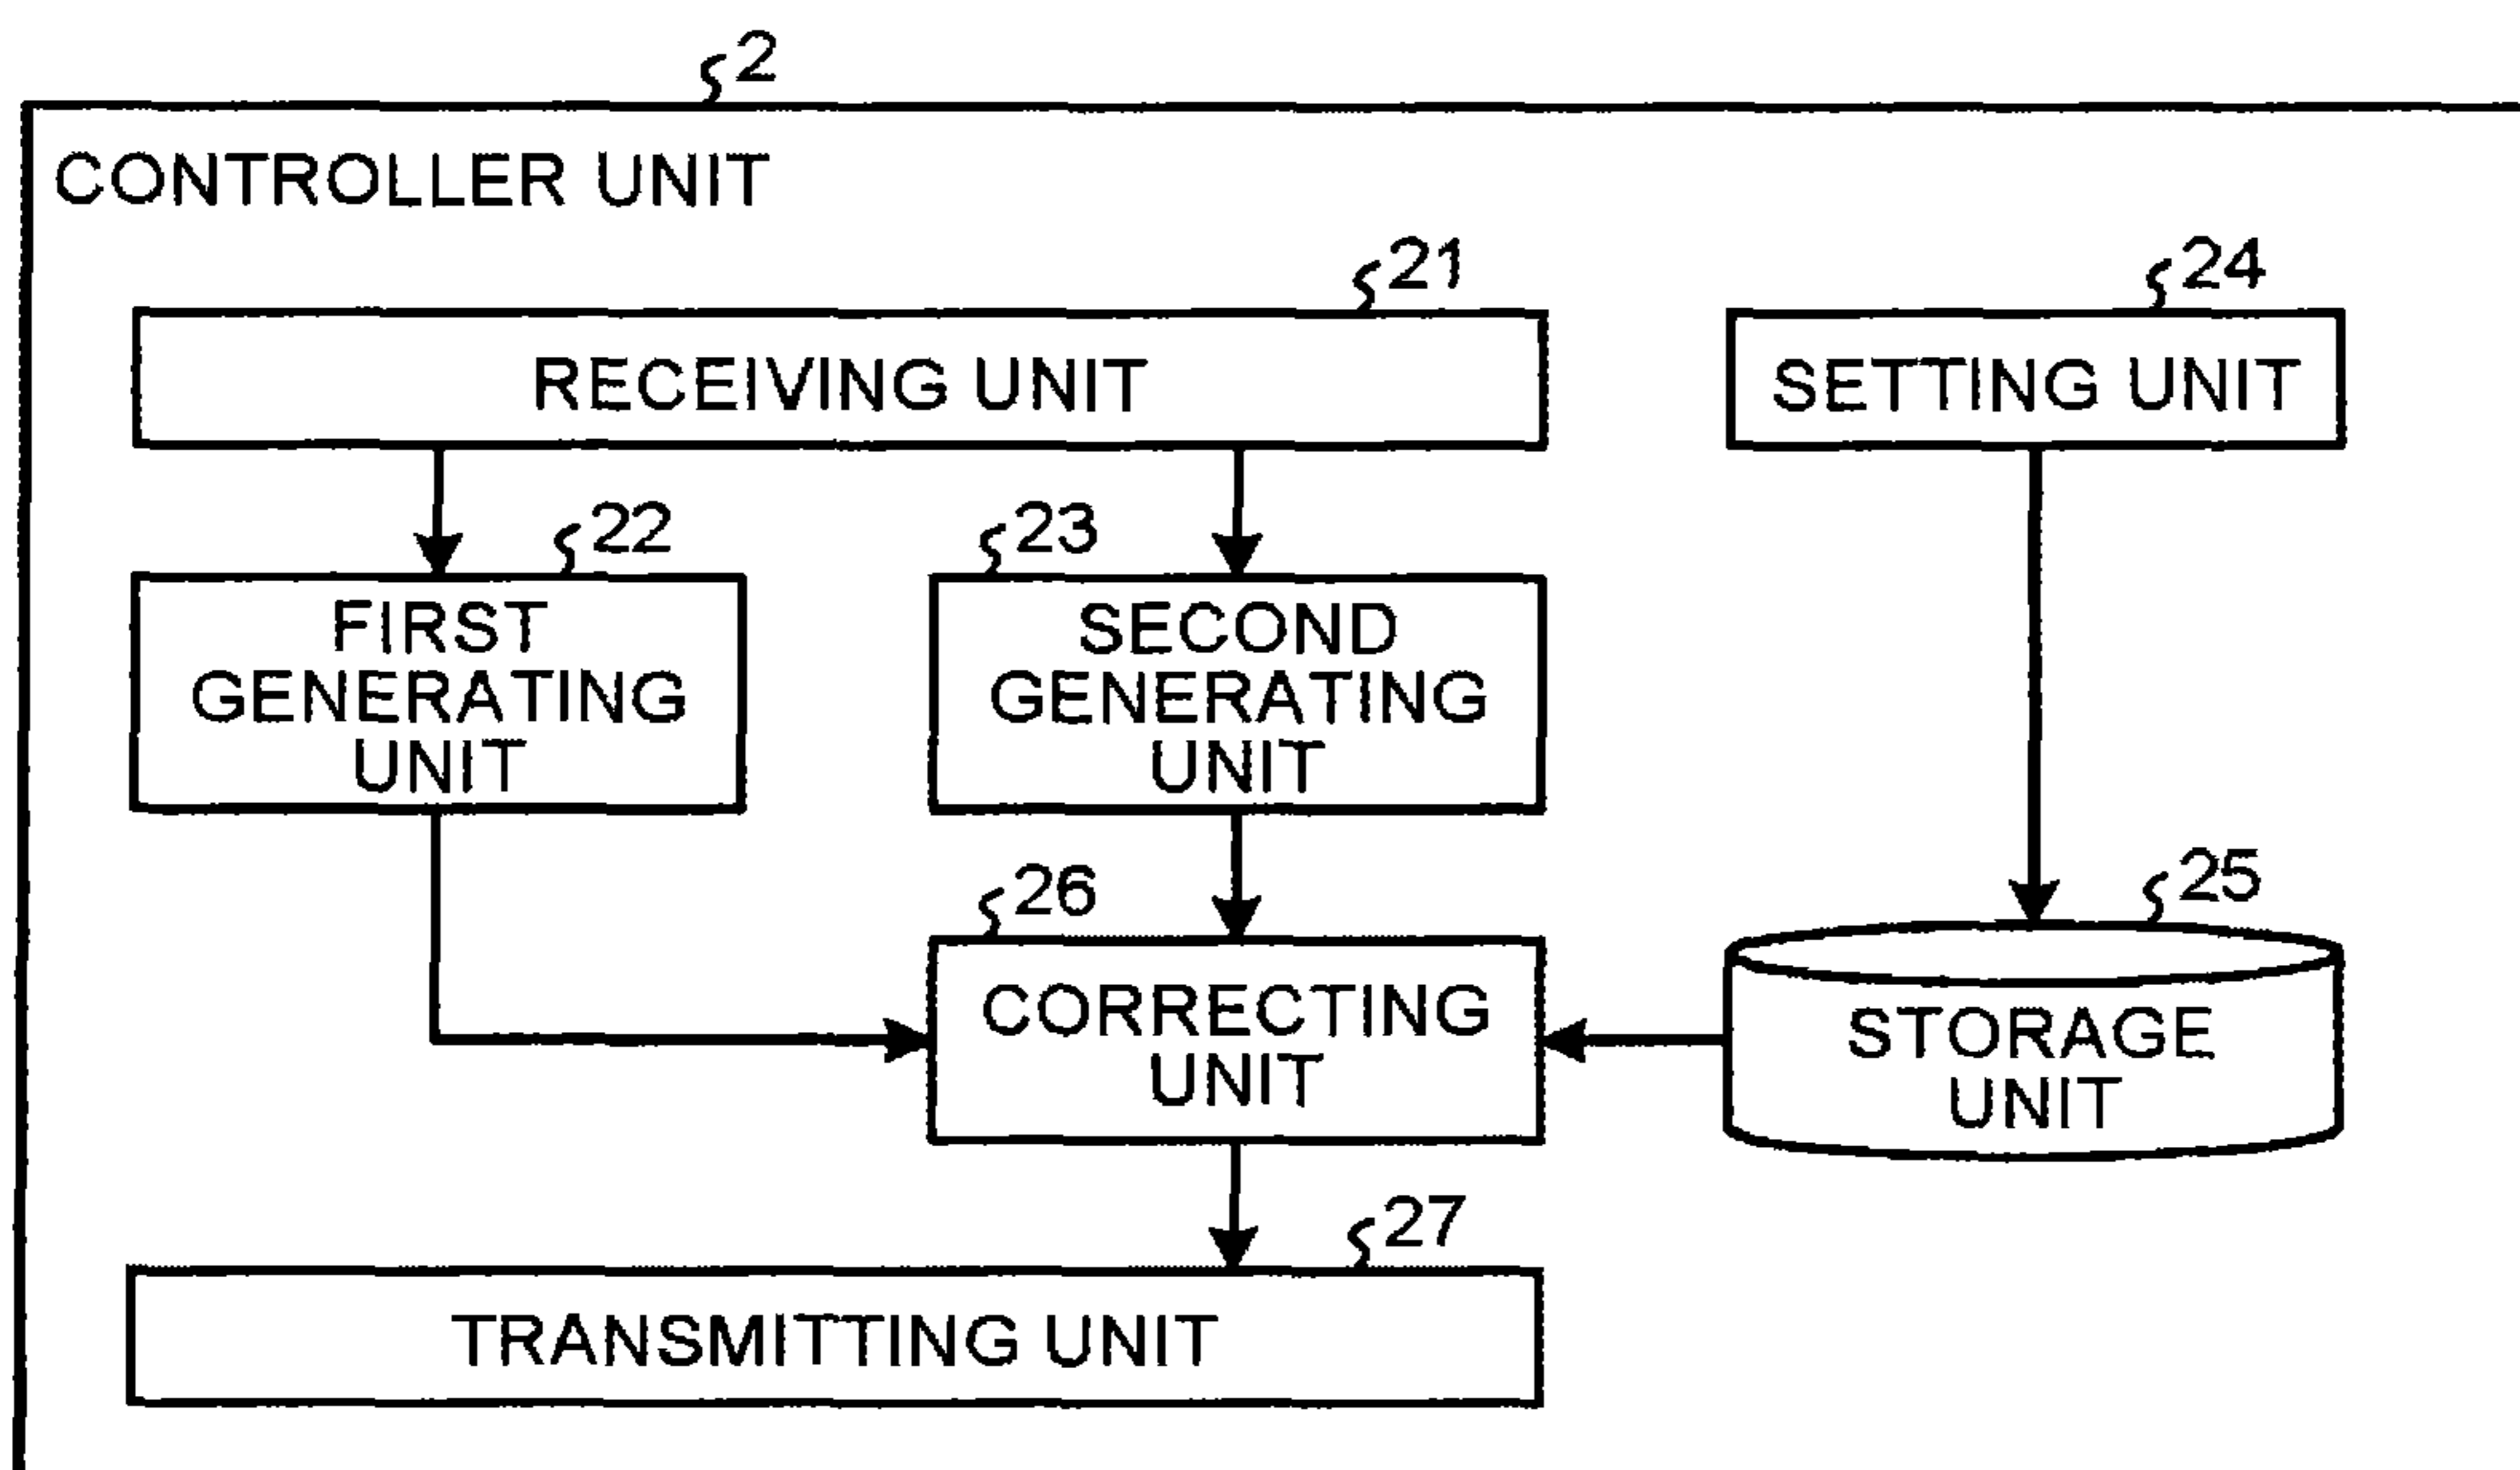 2
CONTROLLER UNIT
21
24
RECEIVING UNIT
SETTING UNIT
22
23
FIRST
GENERATING
UNIT
SECOND
GENERATING
UNIT
26
25
CORRECTING
UNIT
STORAGE
UNIT
27
TRANSMITTING UNIT